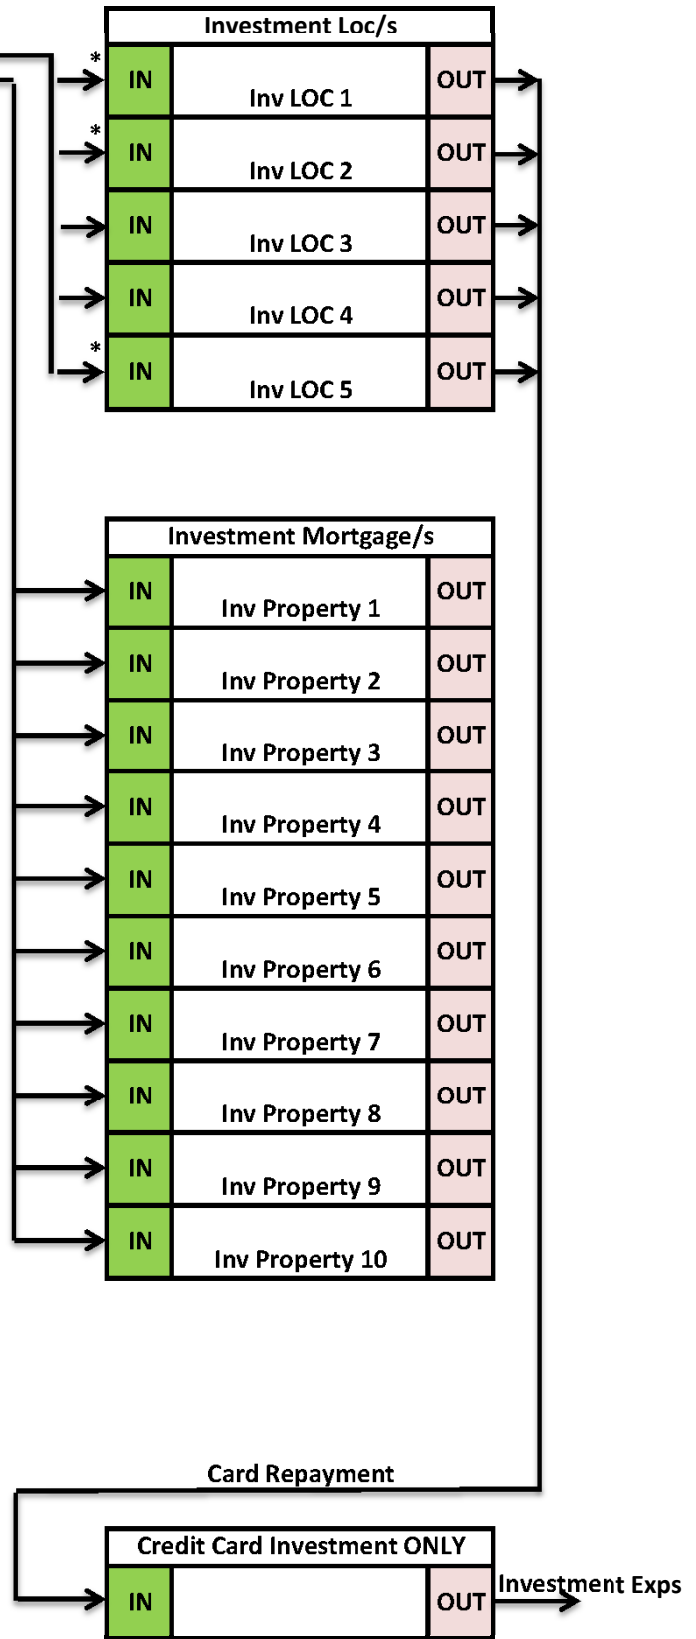 Investment Loc/s
* IN Inv LOC 1 OUT
* IN Inv LOC 2 OUT
IN Inv LOC 3 OUT
IN Inv LOC 4 OUT
* IN Inv LOC 5 OUT
Investment Mortgage/s
IN Inv Property 1 OUT
IN Inv Property 2 OUT
IN Inv Property 3 OUT
IN Inv Property 4 OUT
IN Inv Property 5 OUT
IN Inv Property 6 OUT
IN Inv Property 7 OUT
IN Inv Property 8 OUT
IN Inv Property 9 OUT
IN Inv Property 10 OUT
Card Repayment
Credit Card Investment ONLY
IN OUT Investment Exps